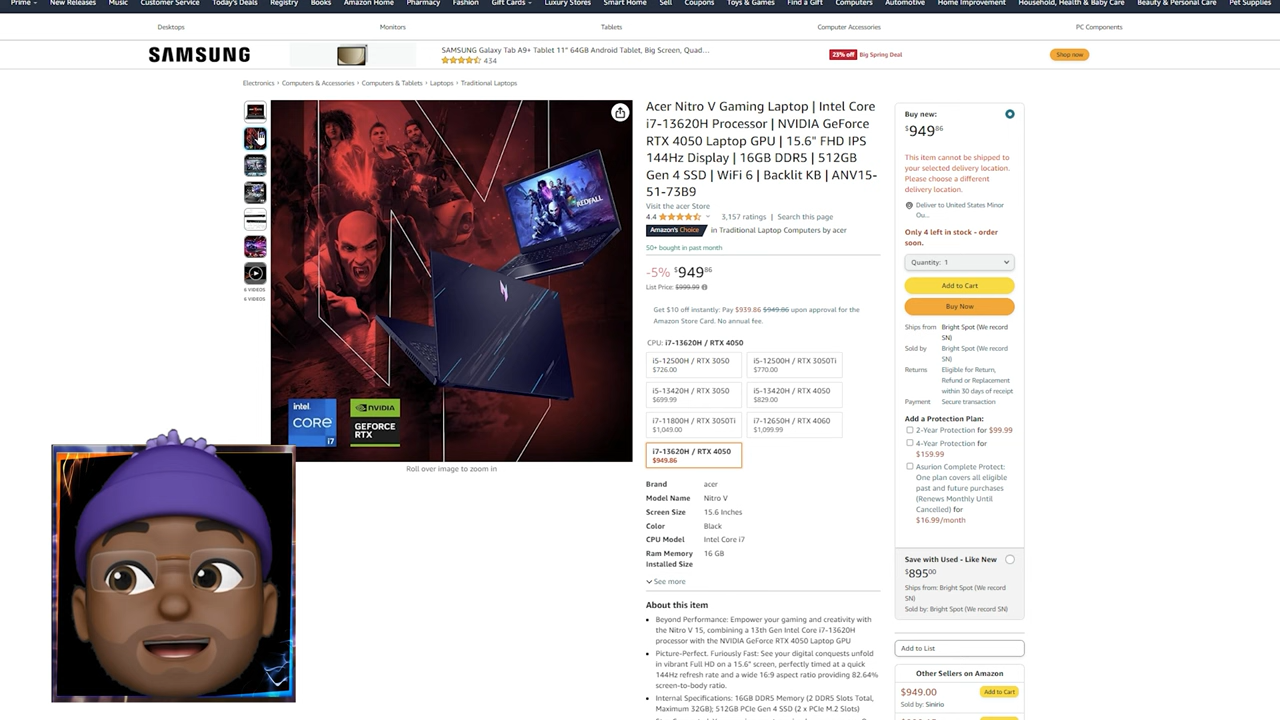 Prime
New Releases
Music
Customer Service
Today's Deals
Registry
Books
Amazon Home
Pharmacy
Fashion
Gift Cards
Luxury Stores
Smart Home
Sell
Coupons
Toys & Games
Find a Gift
Computers
Automotive
Home Improvement
Household, Health & Baby Care
Beauty & Personal Care
Pet Supplies
Desktops
Monitors
Tablets
Computer Accessories
PC Components
SAMSUNG
SAMSUNG Galaxy Tab A9+ Tablet 11" 64GB Android Tablet, Big Screen, Quad...
434
23% off Big Spring Deal
Shop now
Electronics › Computers & Accessories › Computers & Tablets › Laptops › Traditional Laptops
6 VIDEOS
6 VIDEOS
REDFALL
intel.
CORE
i7
NVIDIA
GEFORCE
RTX
Roll over image to zoom in
Acer Nitro V Gaming Laptop | Intel Core
i7-13620H Processor | NVIDIA GeForce
RTX 4050 Laptop GPU | 15.6" FHD IPS
144Hz Display | 16GB DDR5 | 512GB
Gen 4 SSD | WiFi 6 | Backlit KB | ANV15-
51-73B9
Visit the acer Store
4.4
3,157 ratings | Search this page
Amazon's Choice in Traditional Laptop Computers by acer
50+ bought in past month
-5% $94986
List Price: $999.99
Get $10 off instantly: Pay $939.86 $949.86 upon approval for the
Amazon Store Card. No annual fee.
CPU: i7-13620H / RTX 4050
i5-12500H / RTX 3050
$726.00
i5-12500H / RTX 3050Ti
$770.00
i5-13420H / RTX 3050
$699.99
i5-13420H / RTX 4050
$829.00
i7-11800H / RTX 3050Ti
$1,049.00
i7-12650H / RTX 4060
$1,099.99
i7-13620H / RTX 4050
$949.86
Brand acer
Model Name Nitro V
Screen Size 15.6 Inches
Color Black
CPU Model Intel Core i7
Ram Memory 16 GB
Installed Size
See more
About this item
Beyond Performance: Empower your gaming and creativity with
the Nitro V 15, combining a 13th Gen Intel Core i7-13620H
processor with the NVIDIA GeForce RTX 4050 Laptop GPU
Picture-Perfect. Furiously Fast: See your digital conquests unfold
in vibrant Full HD on a 15.6" screen, perfectly timed at a quick
144Hz refresh rate and a wide 16:9 aspect ratio providing 82.64%
screen-to-body ratio.
Internal Specifications: 16GB DDR5 Memory (2 DDR5 Slots Total,
Maximum 32GB); 512GB PCIe Gen 4 SSD (2 x PCIe M.2 Slots)
Buy new:
$94986
This item cannot be shipped to
your selected delivery location.
Please choose a different
delivery location.
Deliver to United States Minor
Ou...
Only 4 left in stock - order
soon.
Quantity: 1
Add to Cart
Buy Now
Ships from Bright Spot (We record
SN)
Sold by Bright Spot (We record
SN)
Returns Eligible for Return,
Refund or Replacement
within 30 days of receipt
Payment Secure transaction
Add a Protection Plan:
2-Year Protection for $99.99
4-Year Protection for
$159.99
Asurion Complete Protect:
One plan covers all eligible
past and future purchases
(Renews Monthly Until
Cancelled) for
$16.99/month
Save with Used - Like New
$89500
Ships from: Bright Spot (We record
SN)
Sold by: Bright Spot (We record SN)
Add to List
Other Sellers on Amazon
$949.00
Add to Cart
Sold by: Sinirio